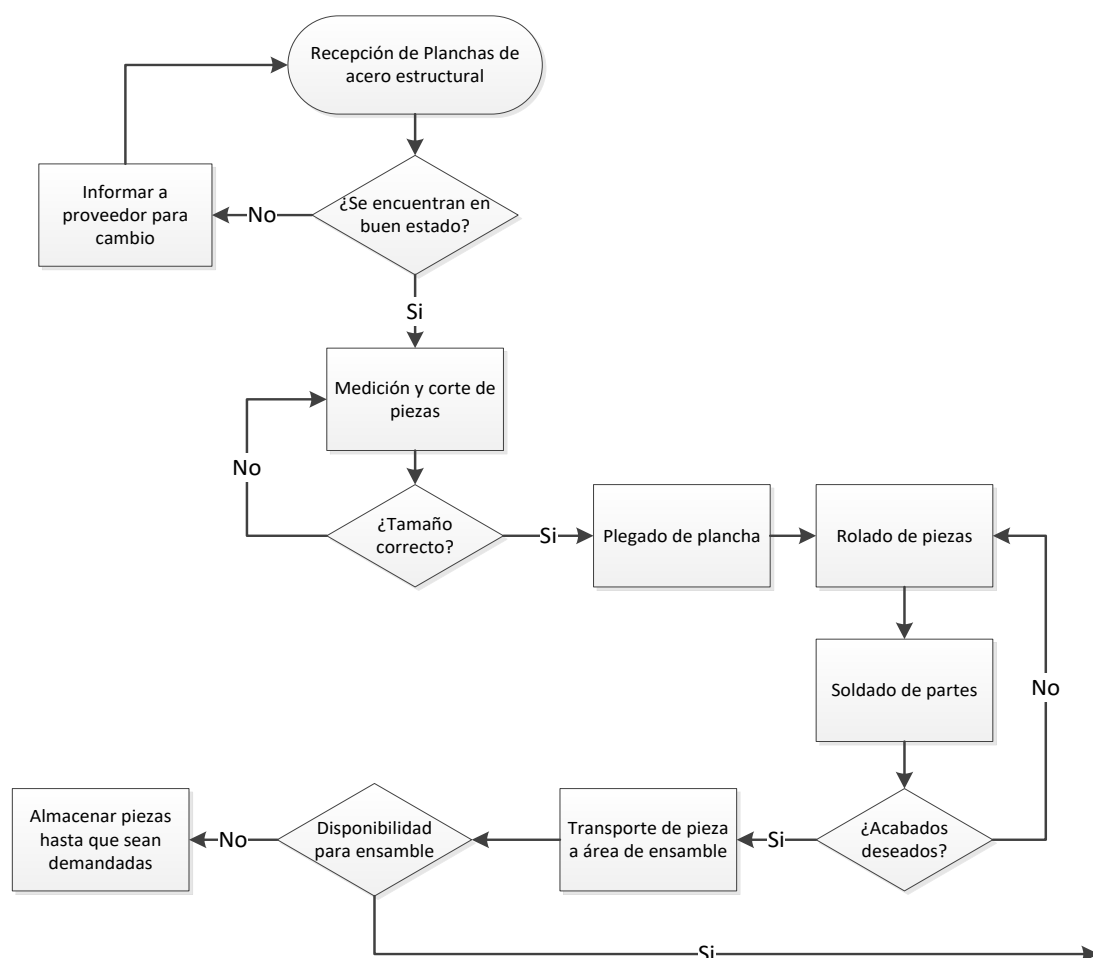 Recepción de Planchas de
acero estructural
Informar a
proveedor para
cambio
No
¿Se encuentran en
buen estado?
Si
Medición y corte de
piezas
No
¿Tamaño
correcto?
Si
Plegado de plancha
Rolado de piezas
Soldado de partes
No
Almacenar piezas
hasta que sean
demandadas
No
Disponibilidad
para ensamble
Transporte de pieza
a área de ensamble
Si
¿Acabados
deseados?
Si